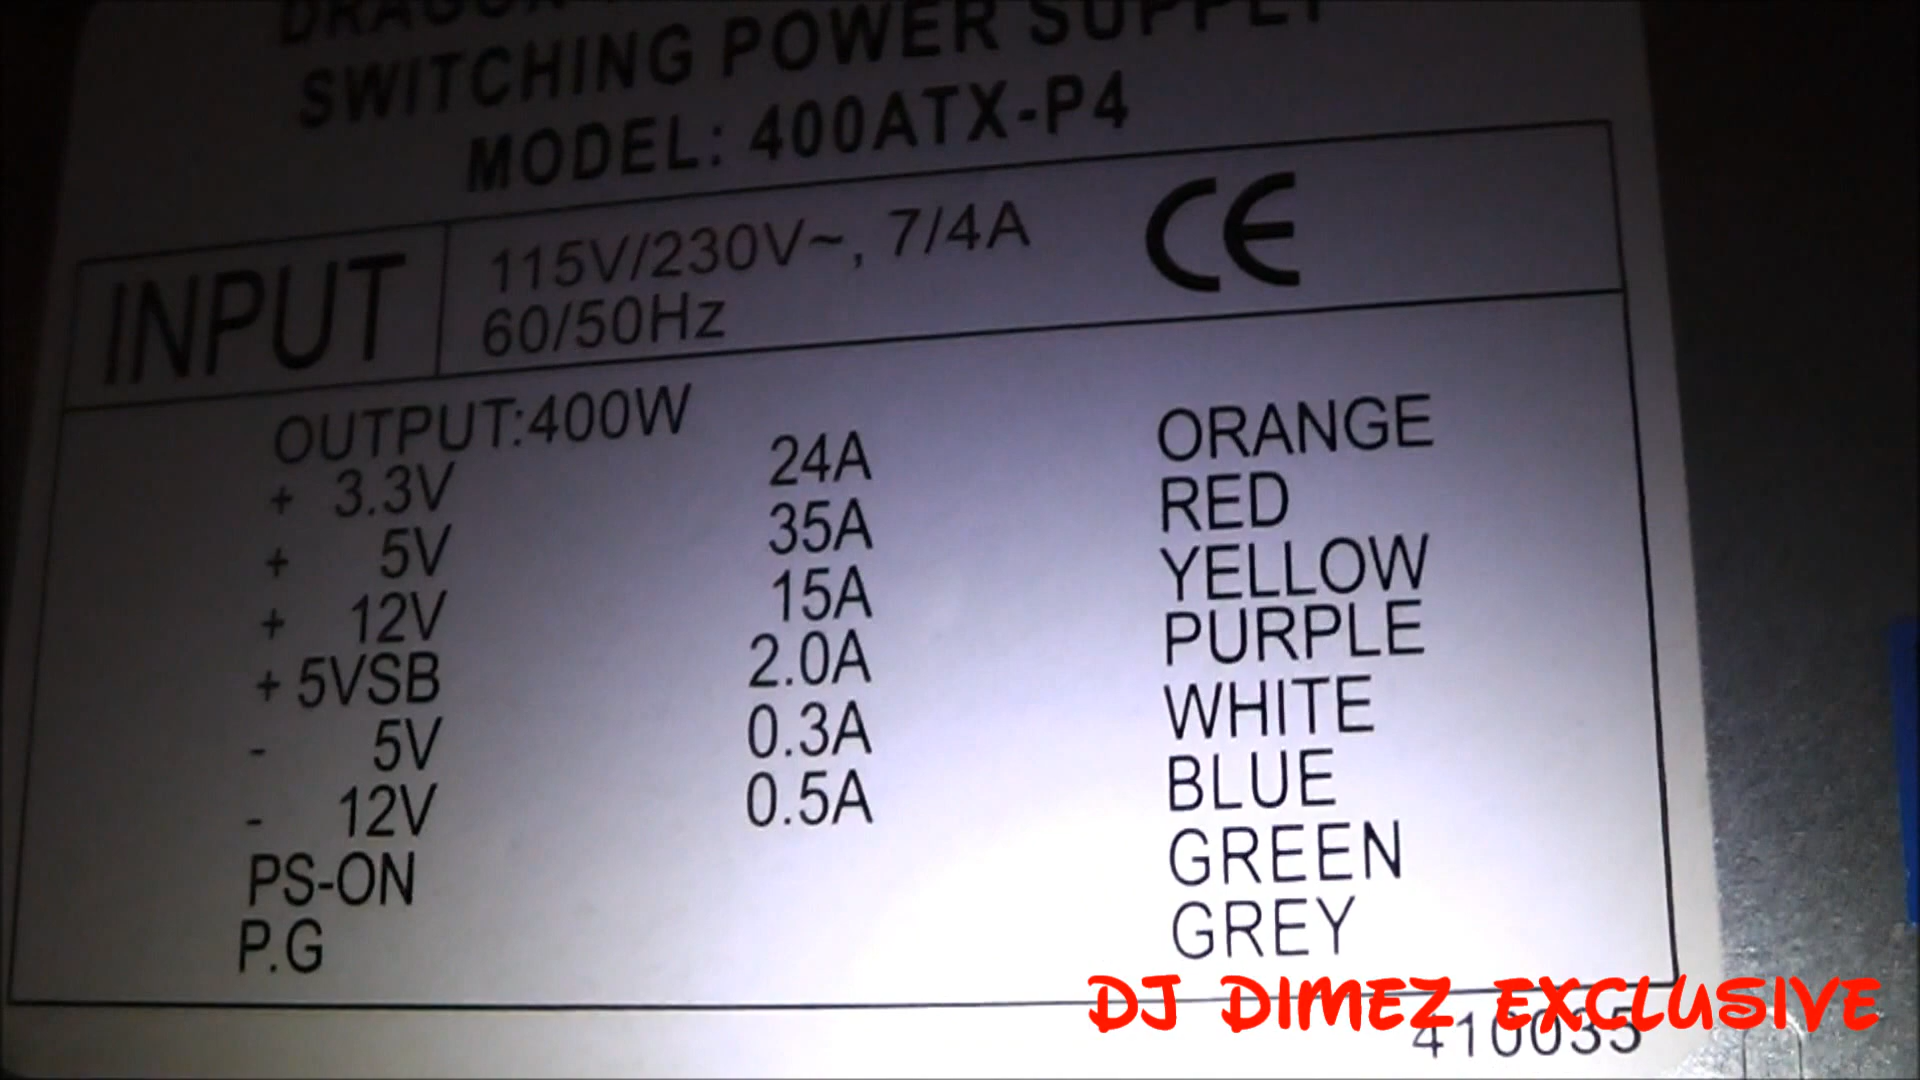 SWITCHING POWER SUPPLY
MODEL: 400ATX-P4
INPUT
115V/230V~, 7/4A
60/50Hz
CE
OUTPUT:400W
+ 3.3V 24A ORANGE
+ 5V 35A RED
+ 12V 15A YELLOW
+ 5VSB 2.0A PURPLE
- 5V 0.3A WHITE
- 12V 0.5A BLUE
PS-ON GREEN
P.G GREY
DJ DIMEZ EXCLUSIVE
410035